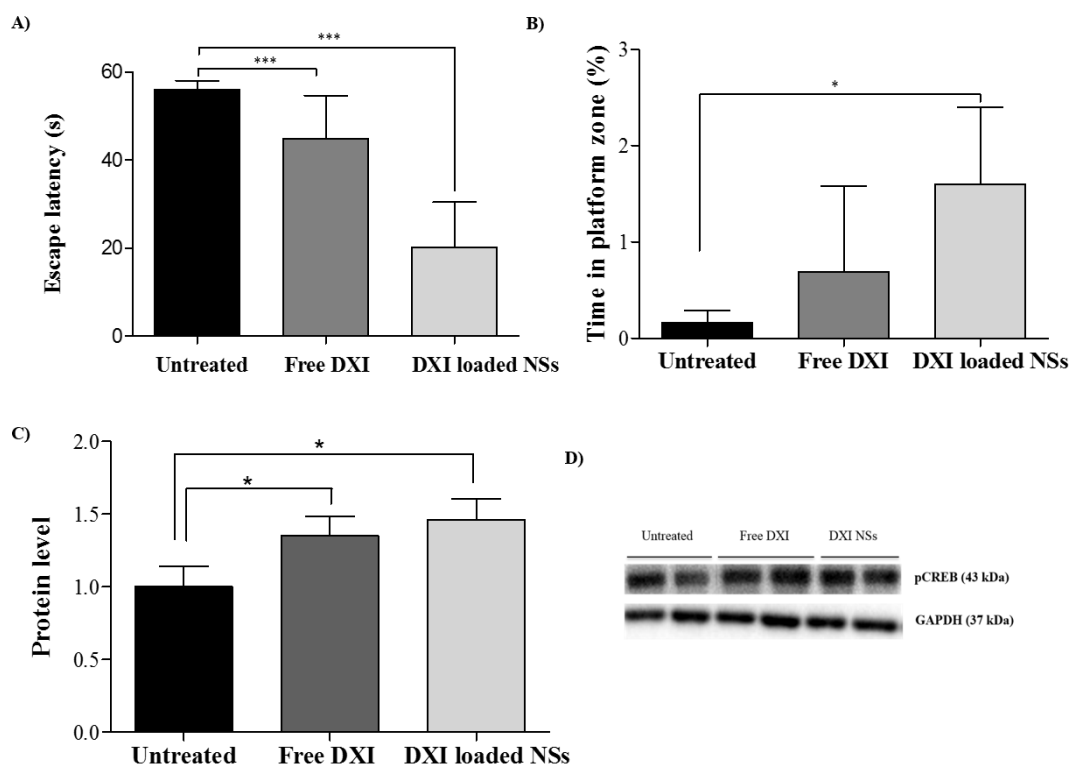 A)
***
***
60
40
20
0
Escape latency (s)
Untreated Free DXI DXI loaded NSs
B)
3
2
1
0
*
Time in platform zone (%)
Untreated Free DXI DXI loaded NSs
C)
2.0
1.5
1.0
0.5
0.0
*
*
Protein level
Untreated Free DXI DXI loaded NSs
D)
Untreated Free DXI DXI NSs
pCREB (43 kDa)
GAPDH (37 kDa)